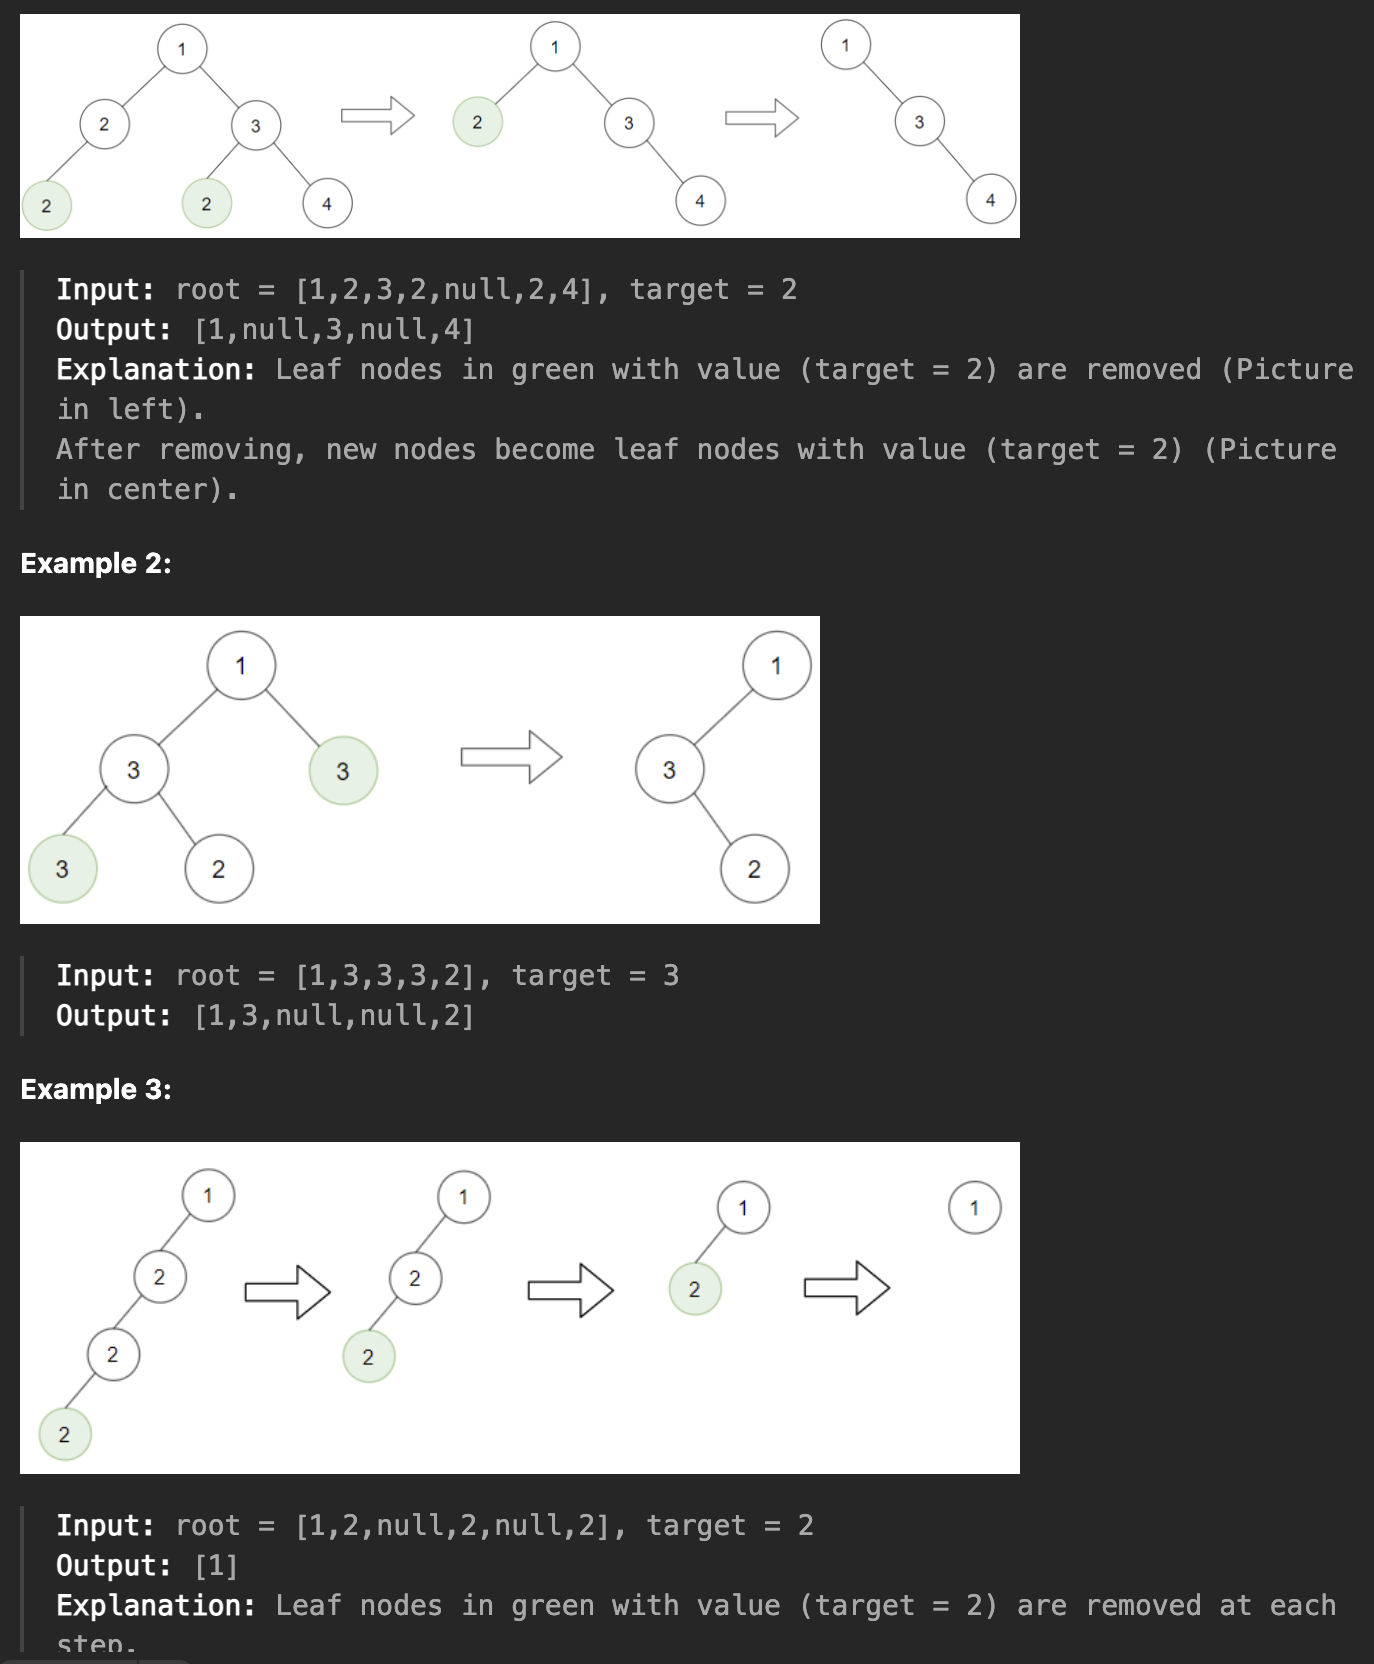 1 1 1
2 3 2 3 3
2 2 4 4 4
Input: root = [1,2,3,2,null,2,4], target = 2
Output: [1,null,3,null,4]
Explanation: Leaf nodes in green with value (target = 2) are removed (Picture
in left).
After removing, new nodes become leaf nodes with value (target = 2) (Picture
in center).
Example 2:
1 1
3 3 3
3 2 2
Input: root = [1,3,3,3,2], target = 3
Output: [1,3,null,null,2]
Example 3:
1 1 1 1
2 2 2
2 2
2
Input: root = [1,2,null,2,null,2], target = 2
Output: [1]
Explanation: Leaf nodes in green with value (target = 2) are removed at each
step.